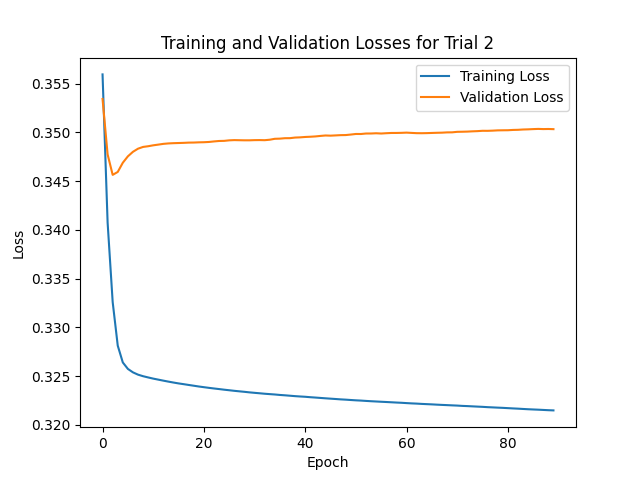 Training and Validation Losses for Trial 2
Training Loss
Validation Loss
0.355
0.350
0.345
0.340
0.335
0.330
0.325
0.320
Loss
0
20
40
60
80
Epoch